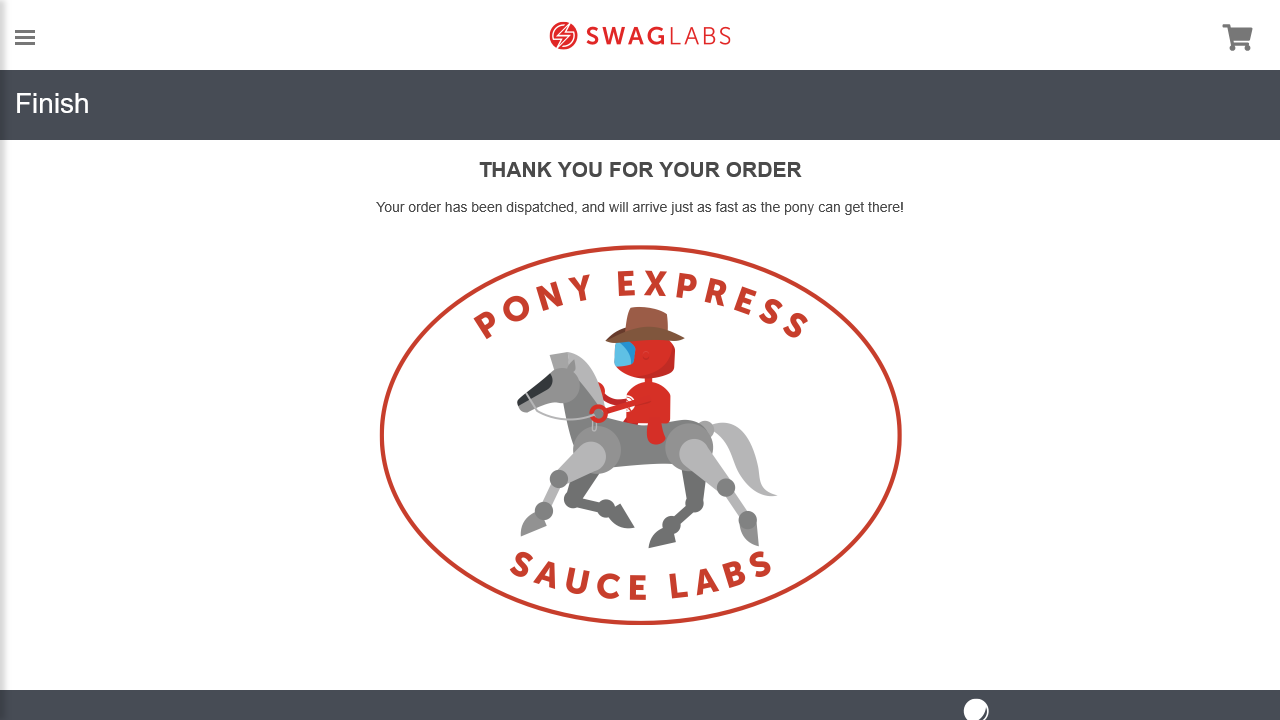 SWAGLABS
Finish
THANK YOU FOR YOUR ORDER
Your order has been dispatched, and will arrive just as fast as the pony can get there!
PONY EXPRESS
SAUCE LABS